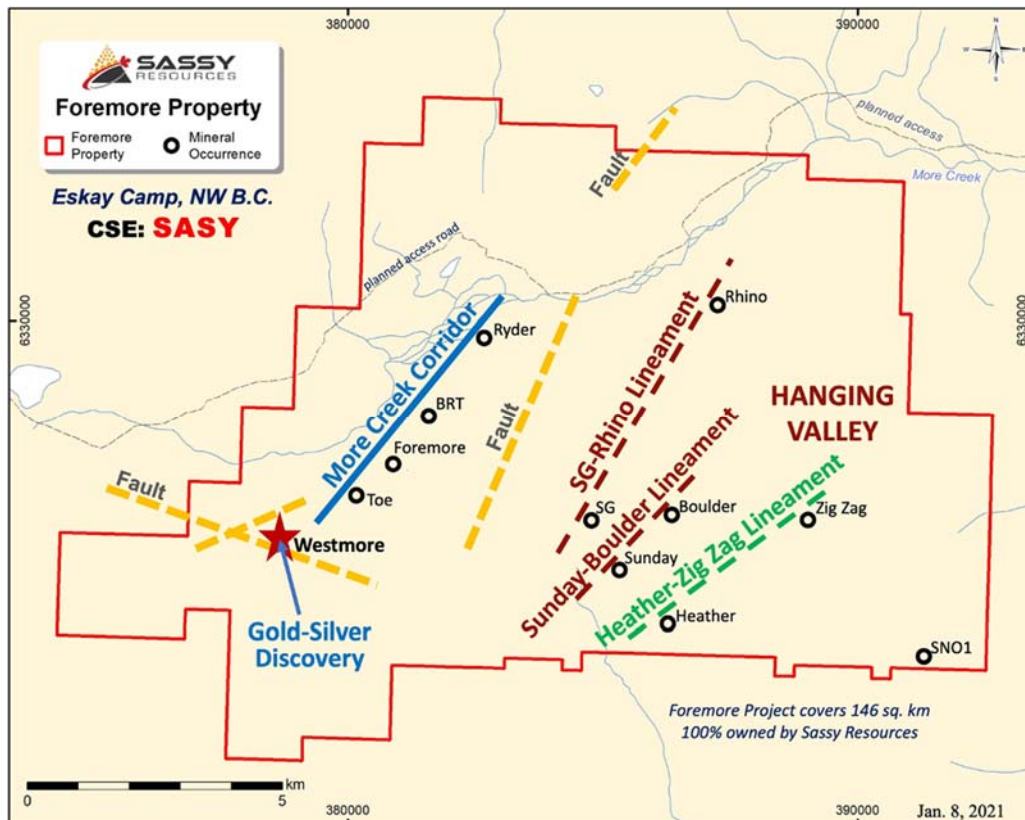 380000
390000
SASSY
RESOURCES
Foremore Property
Foremore
Property
Mineral
Occurrence
Eskay Camp, NW B.C.
CSE: SASY
N
W
E
S
planned access
More Creek
Fault
planned access road
6330000
6330000
Rhino
Ryder
More Creek Corridor
BRT
Foremore
Toe
Fault
SG-Rhino Lineament
HANGING
VALLEY
Fault
Westmore
SG
Boulder
Zig Zag
Sunday-Boulder Lineament
Sunday
Heather-Zig Zag Lineament
Heather
Gold-Silver
Discovery
SNO1
Foremore Project covers 146 sq. km
100% owned by Sassy Resources
km
0
5
380000
390000
Jan. 8, 2021